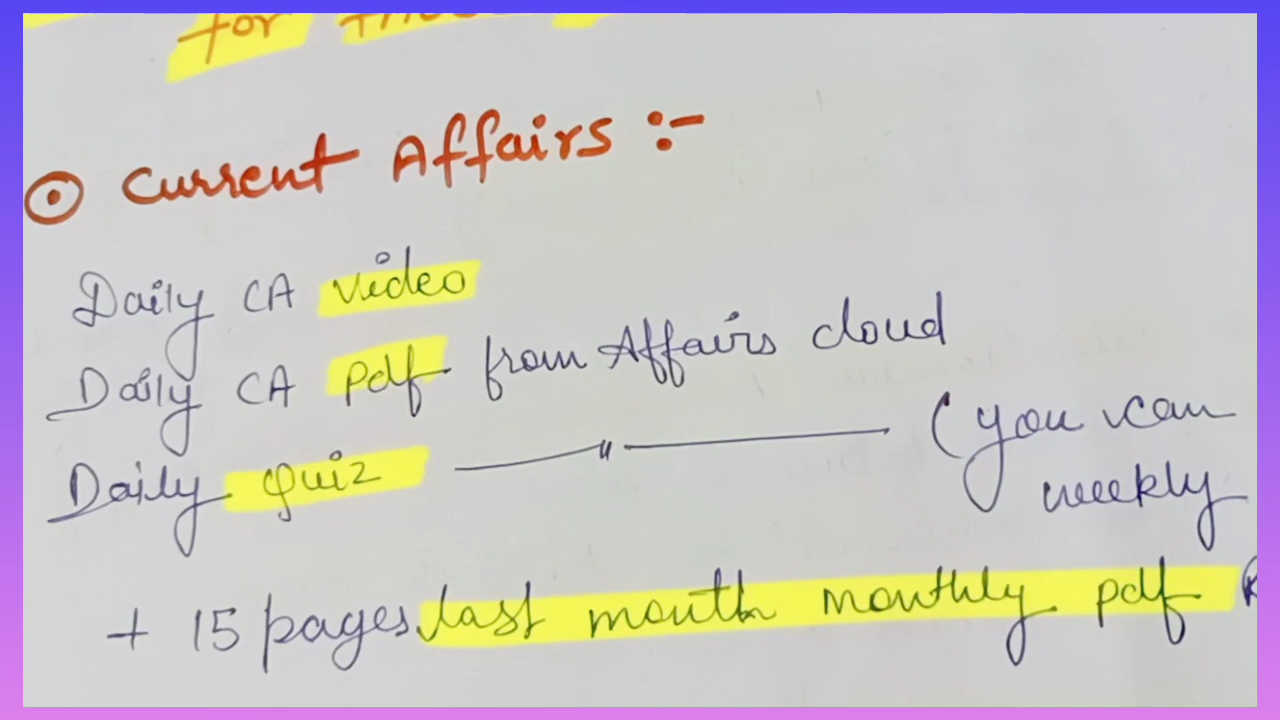 for
⊙ Current Affairs :-
Daily CA video
Daily CA pdf from Affairs cloud
Daily quiz —— " —— (you can
weekly
+ 15 pages last month monthly pdf